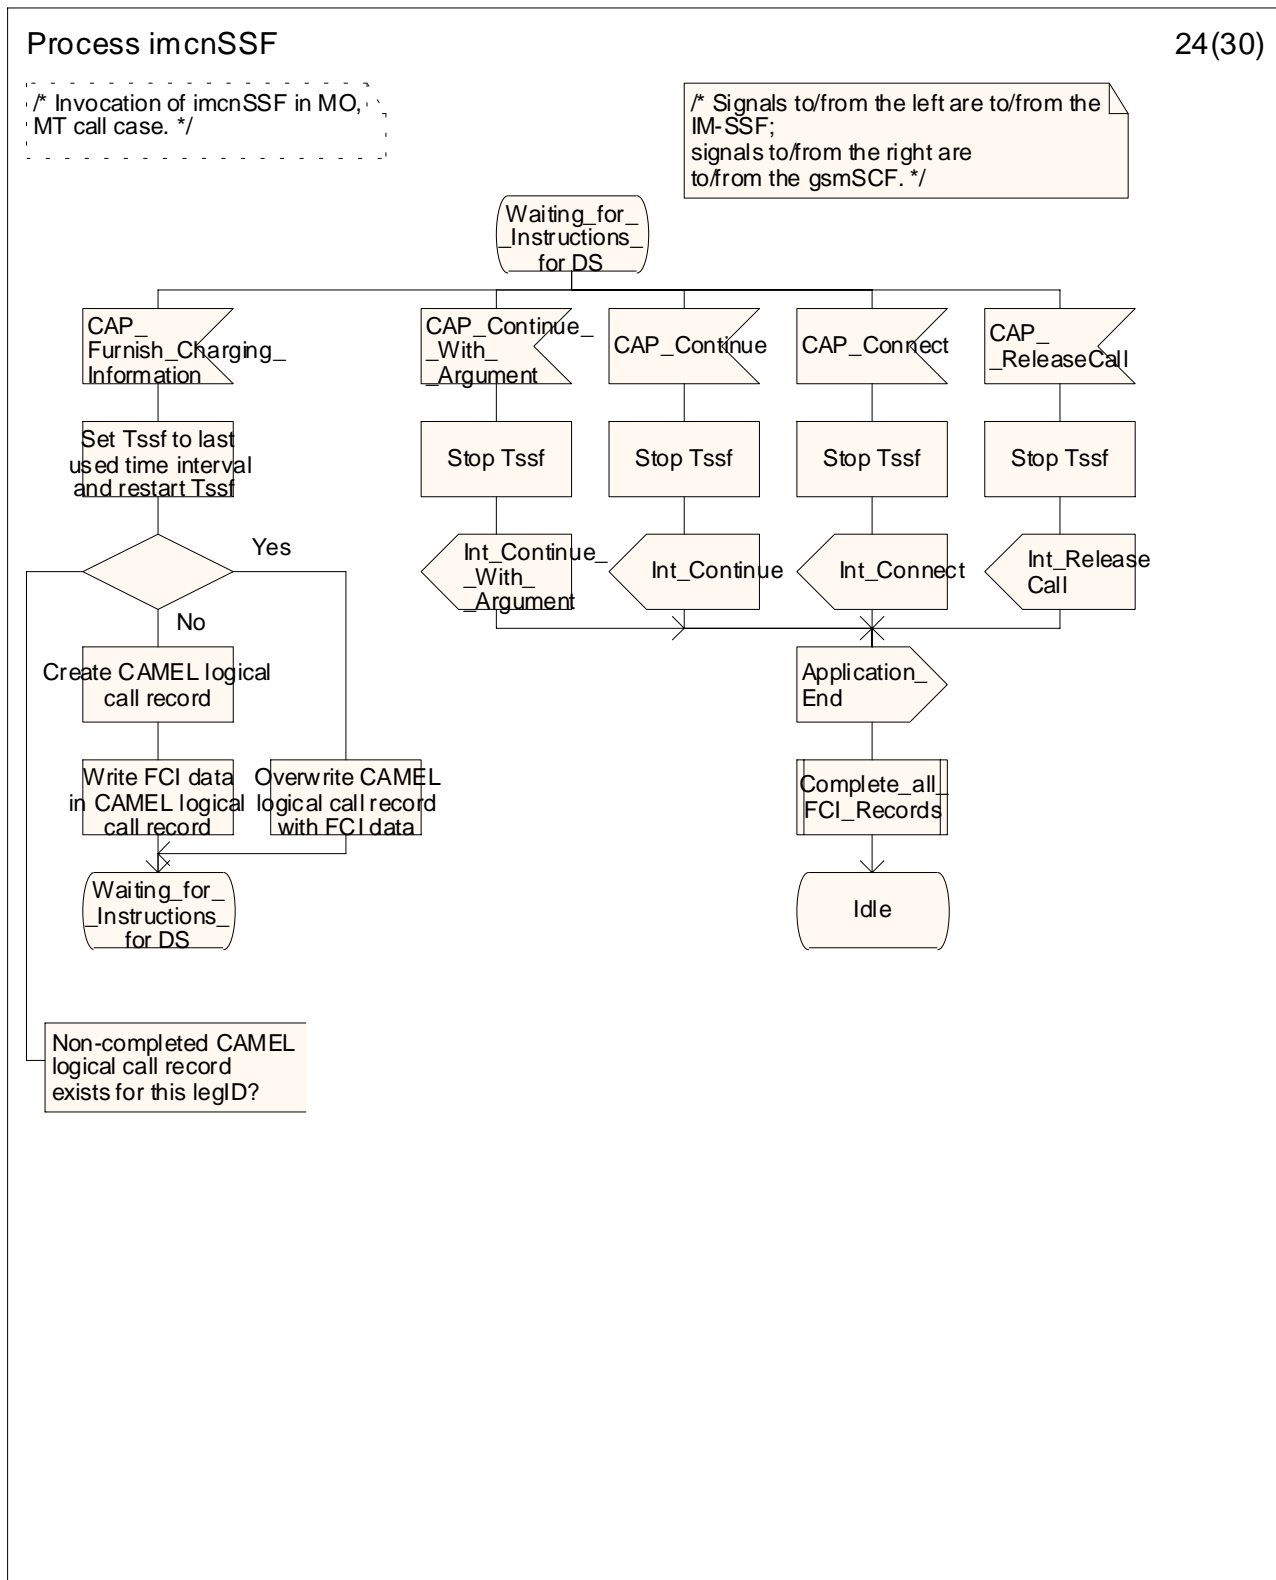 Process imcnSSF
24(30)
/* Invocation of imcnSSF in MO,
MT call case. */
/* Signals to/from the left are to/from the
IM-SSF;
signals to/from the right are
to/from the gsmSCF. */
Waiting_for_
_Instructions_
for DS
CAP_
Furnish_Charging_
Information
CAP_Continue_
_With_
_Argument
CAP_Continue
CAP_Connect
CAP_
_ReleaseCall
Set Tssf to last
used time interval
and restart Tssf
Stop Tssf
Stop Tssf
Stop Tssf
Stop Tssf
Yes
No
Int_Continue_
_With_
_Argument
Int_Continue
Int_Connect
Int_Release
Call
Create CAMEL logical
call record
Application_
End
Write FCI data
in CAMEL logical
call record
Overwrite CAMEL
logical call record
with FCI data
Complete_all_
FCI_Records
Waiting_for_
_Instructions_
for DS
Idle
Non-completed CAMEL
logical call record
exists for this legID?